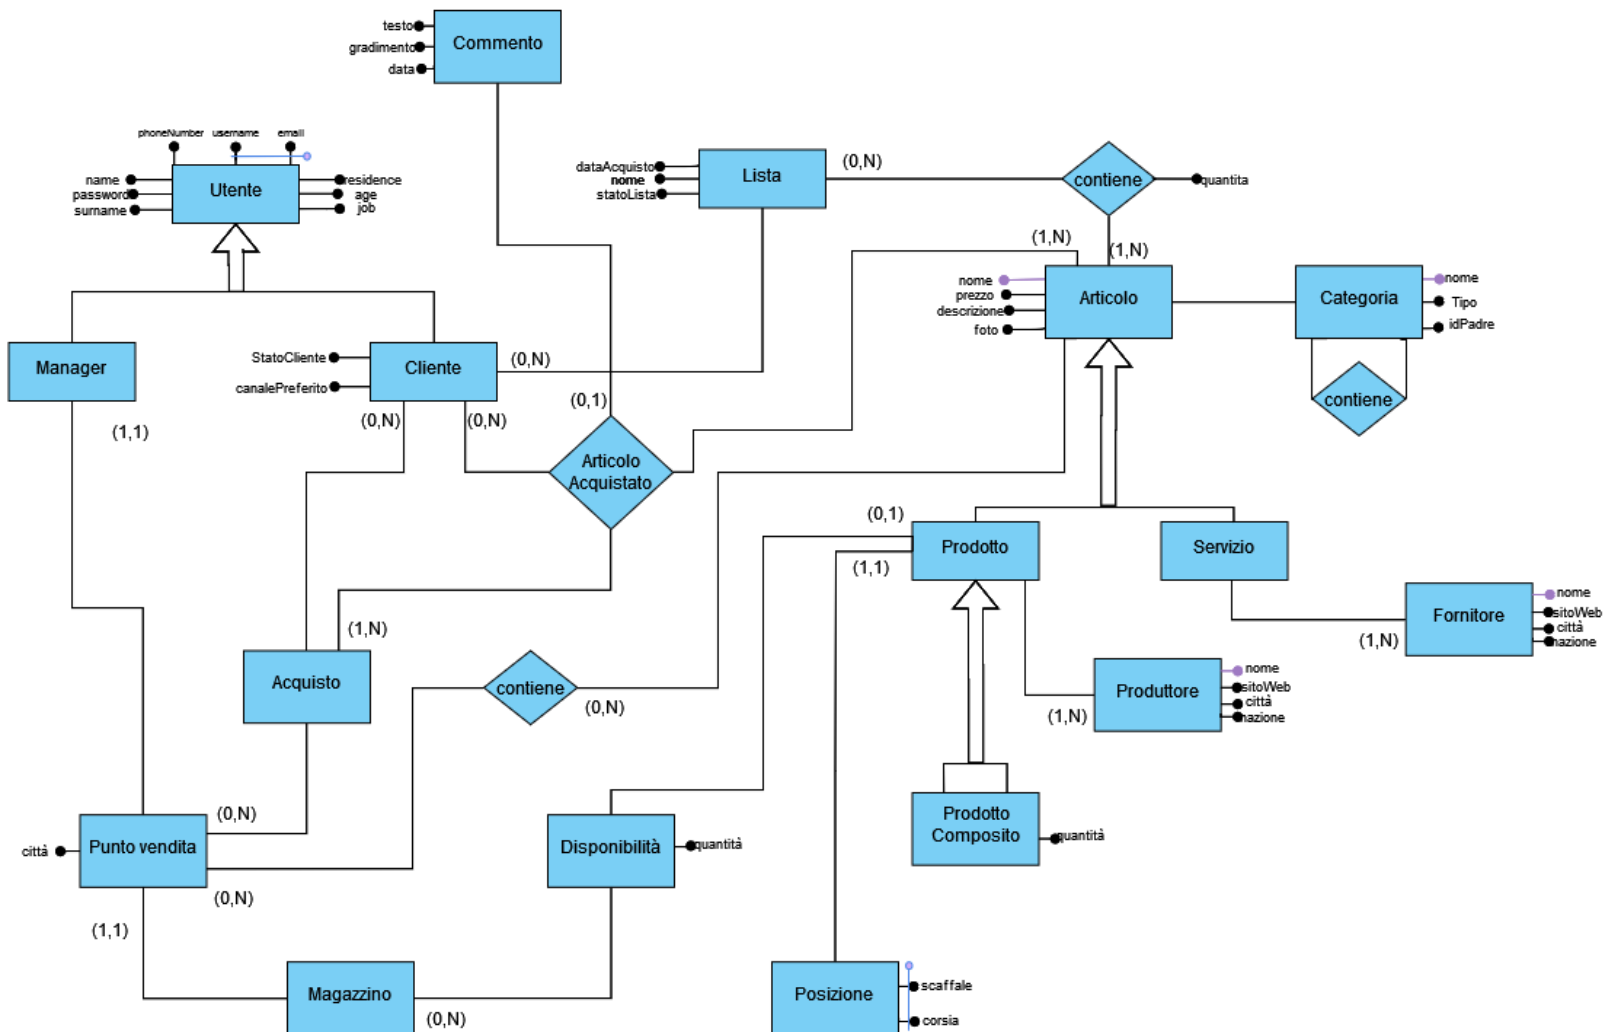 testo
gradimento
data
Commento
phoneNumber
username
email
name
password
surname
Utente
residence
age
job
dataAcquisto
nome
statoLista
Lista
(0,N)
contiene
quantita
(1,N)
(1,N)
nome
prezzo
descrizione
foto
Articolo
Categoria
nome
Tipo
idPadre
contiene
Manager
(1,1)
StatoCliente
canalePreferito
Cliente
(0,N)
(0,N)
(0,N)
(0,1)
Articolo
Acquistato
(0,1)
(1,1)
Prodotto
Servizio
(1,N)
Fornitore
nome
sitoWeb
città
nazione
(1,N)
Acquisto
contiene
(0,N)
(1,N)
Produttore
nome
sitoWeb
città
nazione
città
Punto vendita
(0,N)
(0,N)
(1,1)
Disponibilità
quantità
Prodotto
Composito
quantità
Magazzino
(0,N)
Posizione
scaffale
corsia